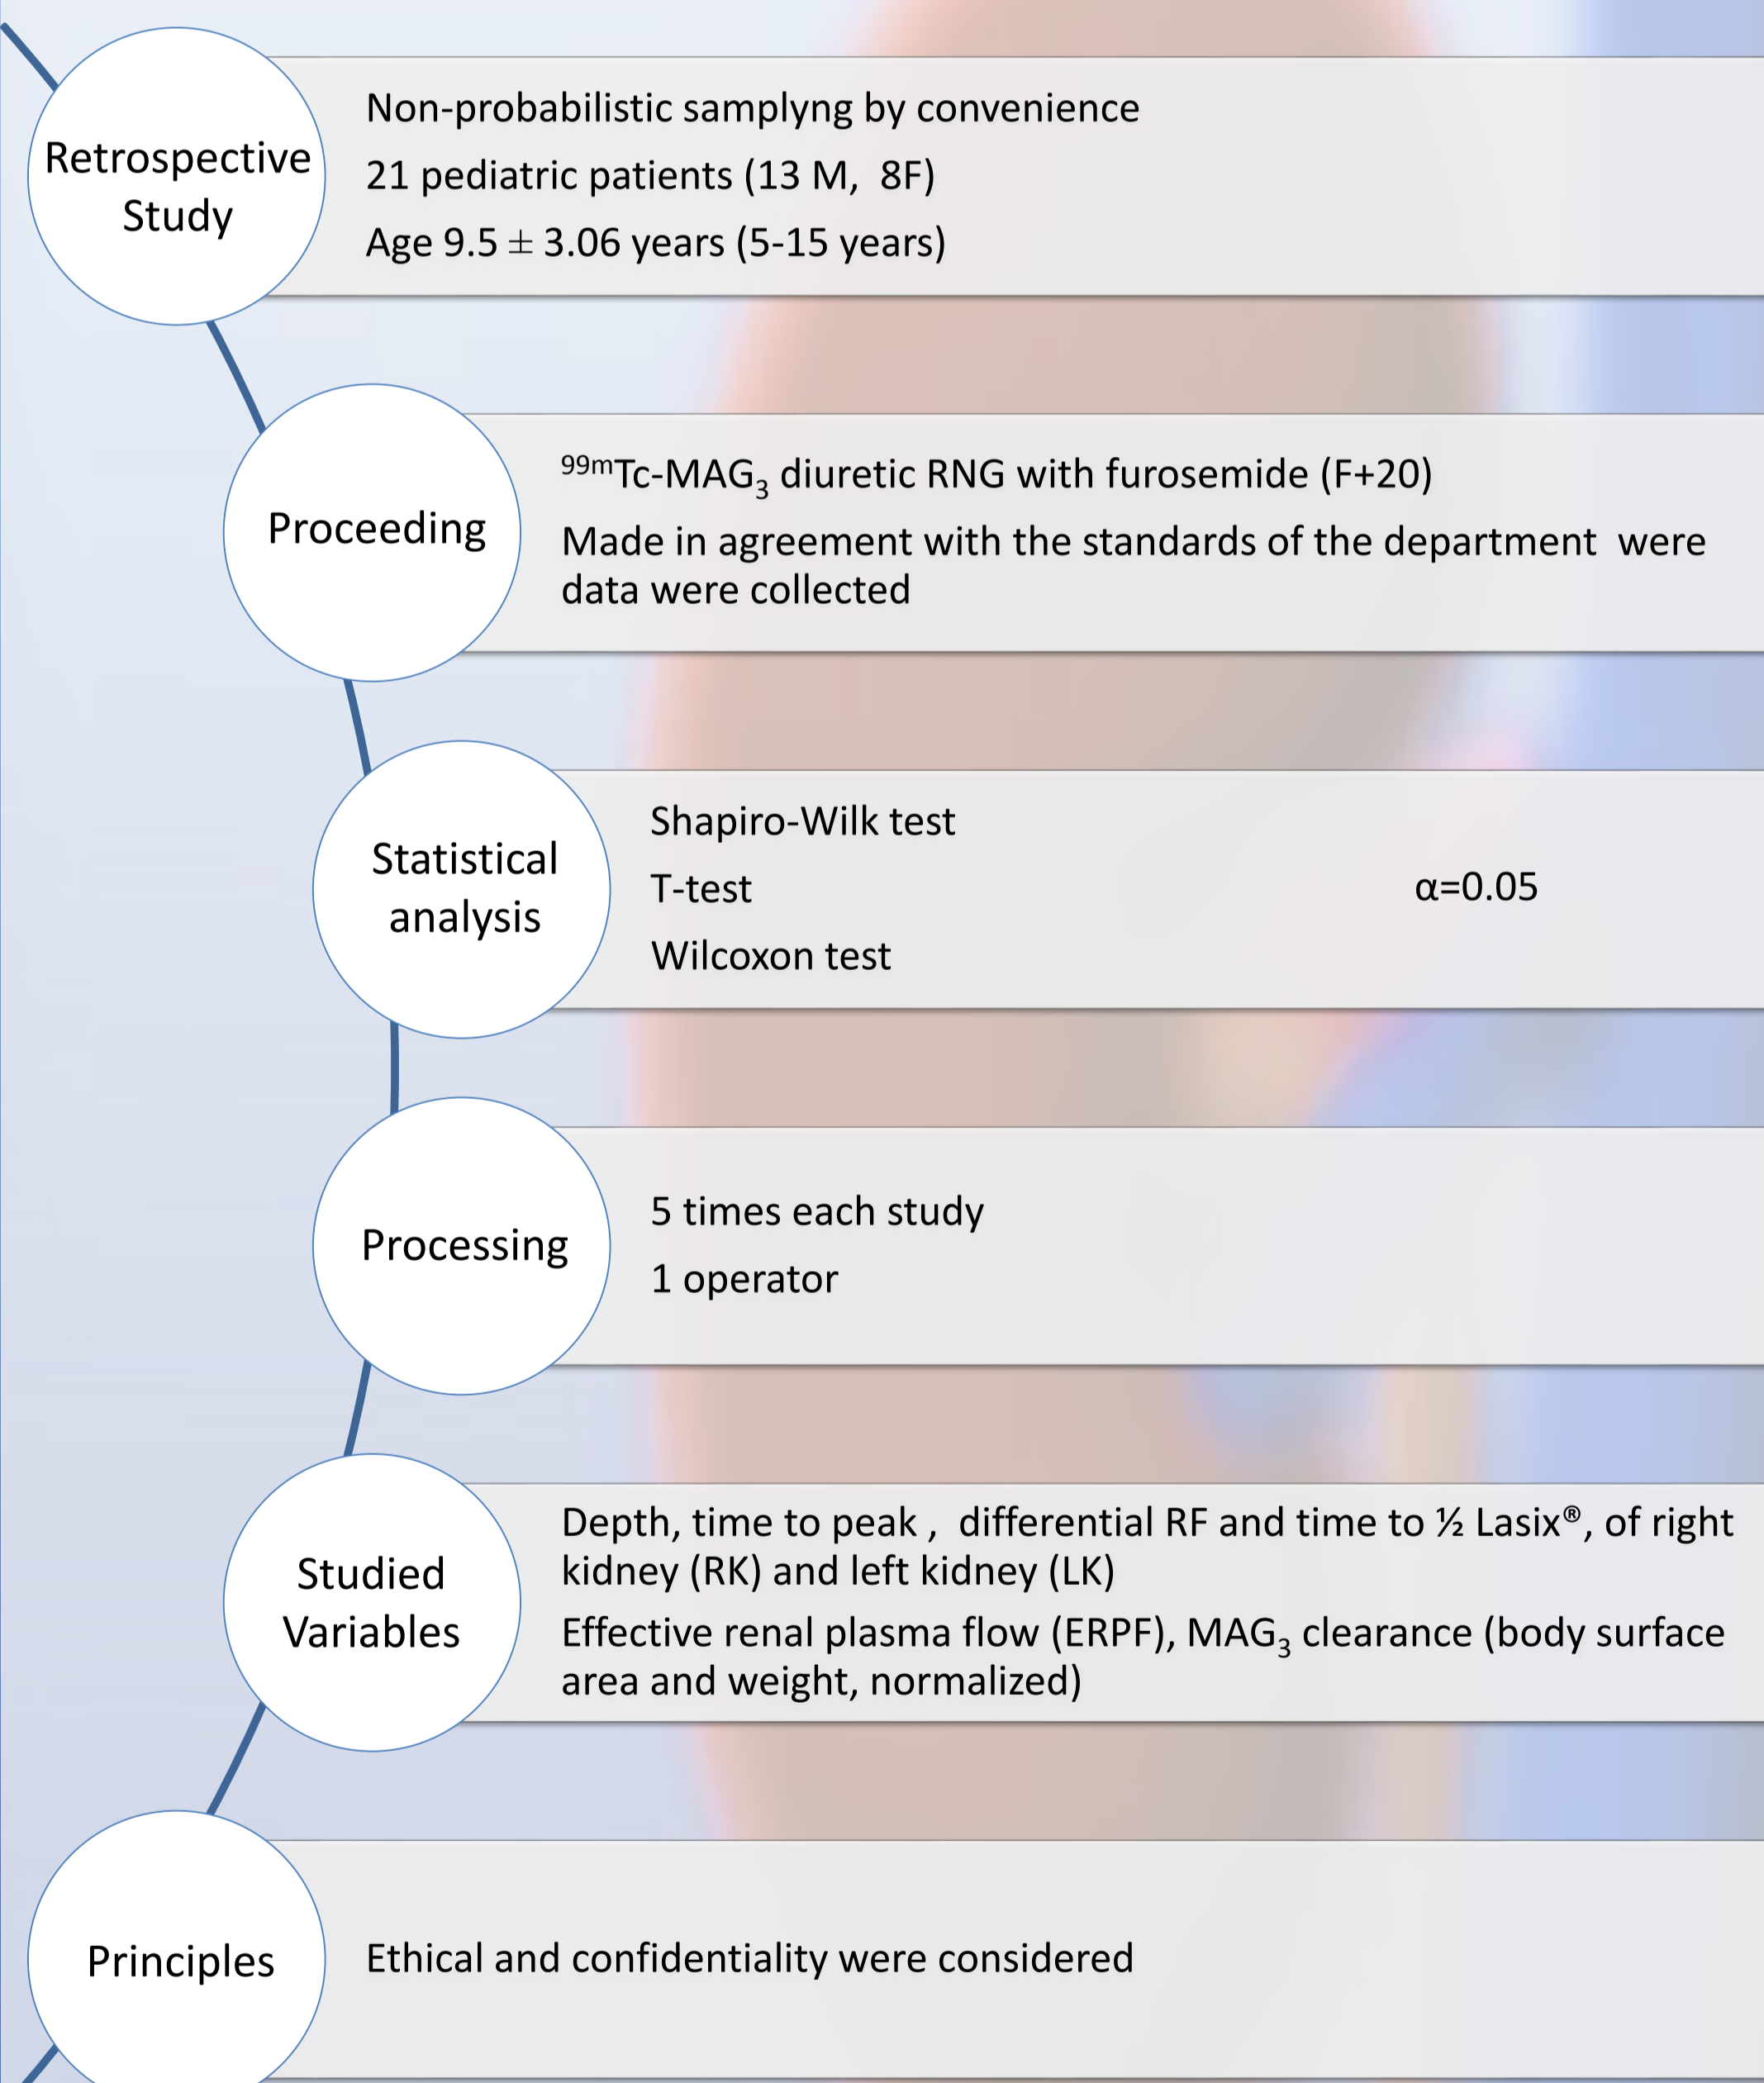 Retrospective
Study
Non-probabilistic samplyng by convenience
21 pediatric patients (13 M,  8F)
Age 9.5 ± 3.06 years (5-15 years)
Proceeding
⁹⁹ᵐTc-MAG₃ diuretic RNG with furosemide (F+20)
Made in agreement with the standards of the department  were
data were collected
Statistical
analysis
Shapiro-Wilk test
T-test
α=0.05
Wilcoxon test
Processing
5 times each study
1 operator
Studied
Variables
Depth, time to peak ,  differential RF and time to ½ Lasix®, of right
kidney (RK) and left kidney (LK)
Effective renal plasma flow (ERPF), MAG₃ clearance (body surface
area and weight, normalized)
Principles
Ethical and confidentiality were considered